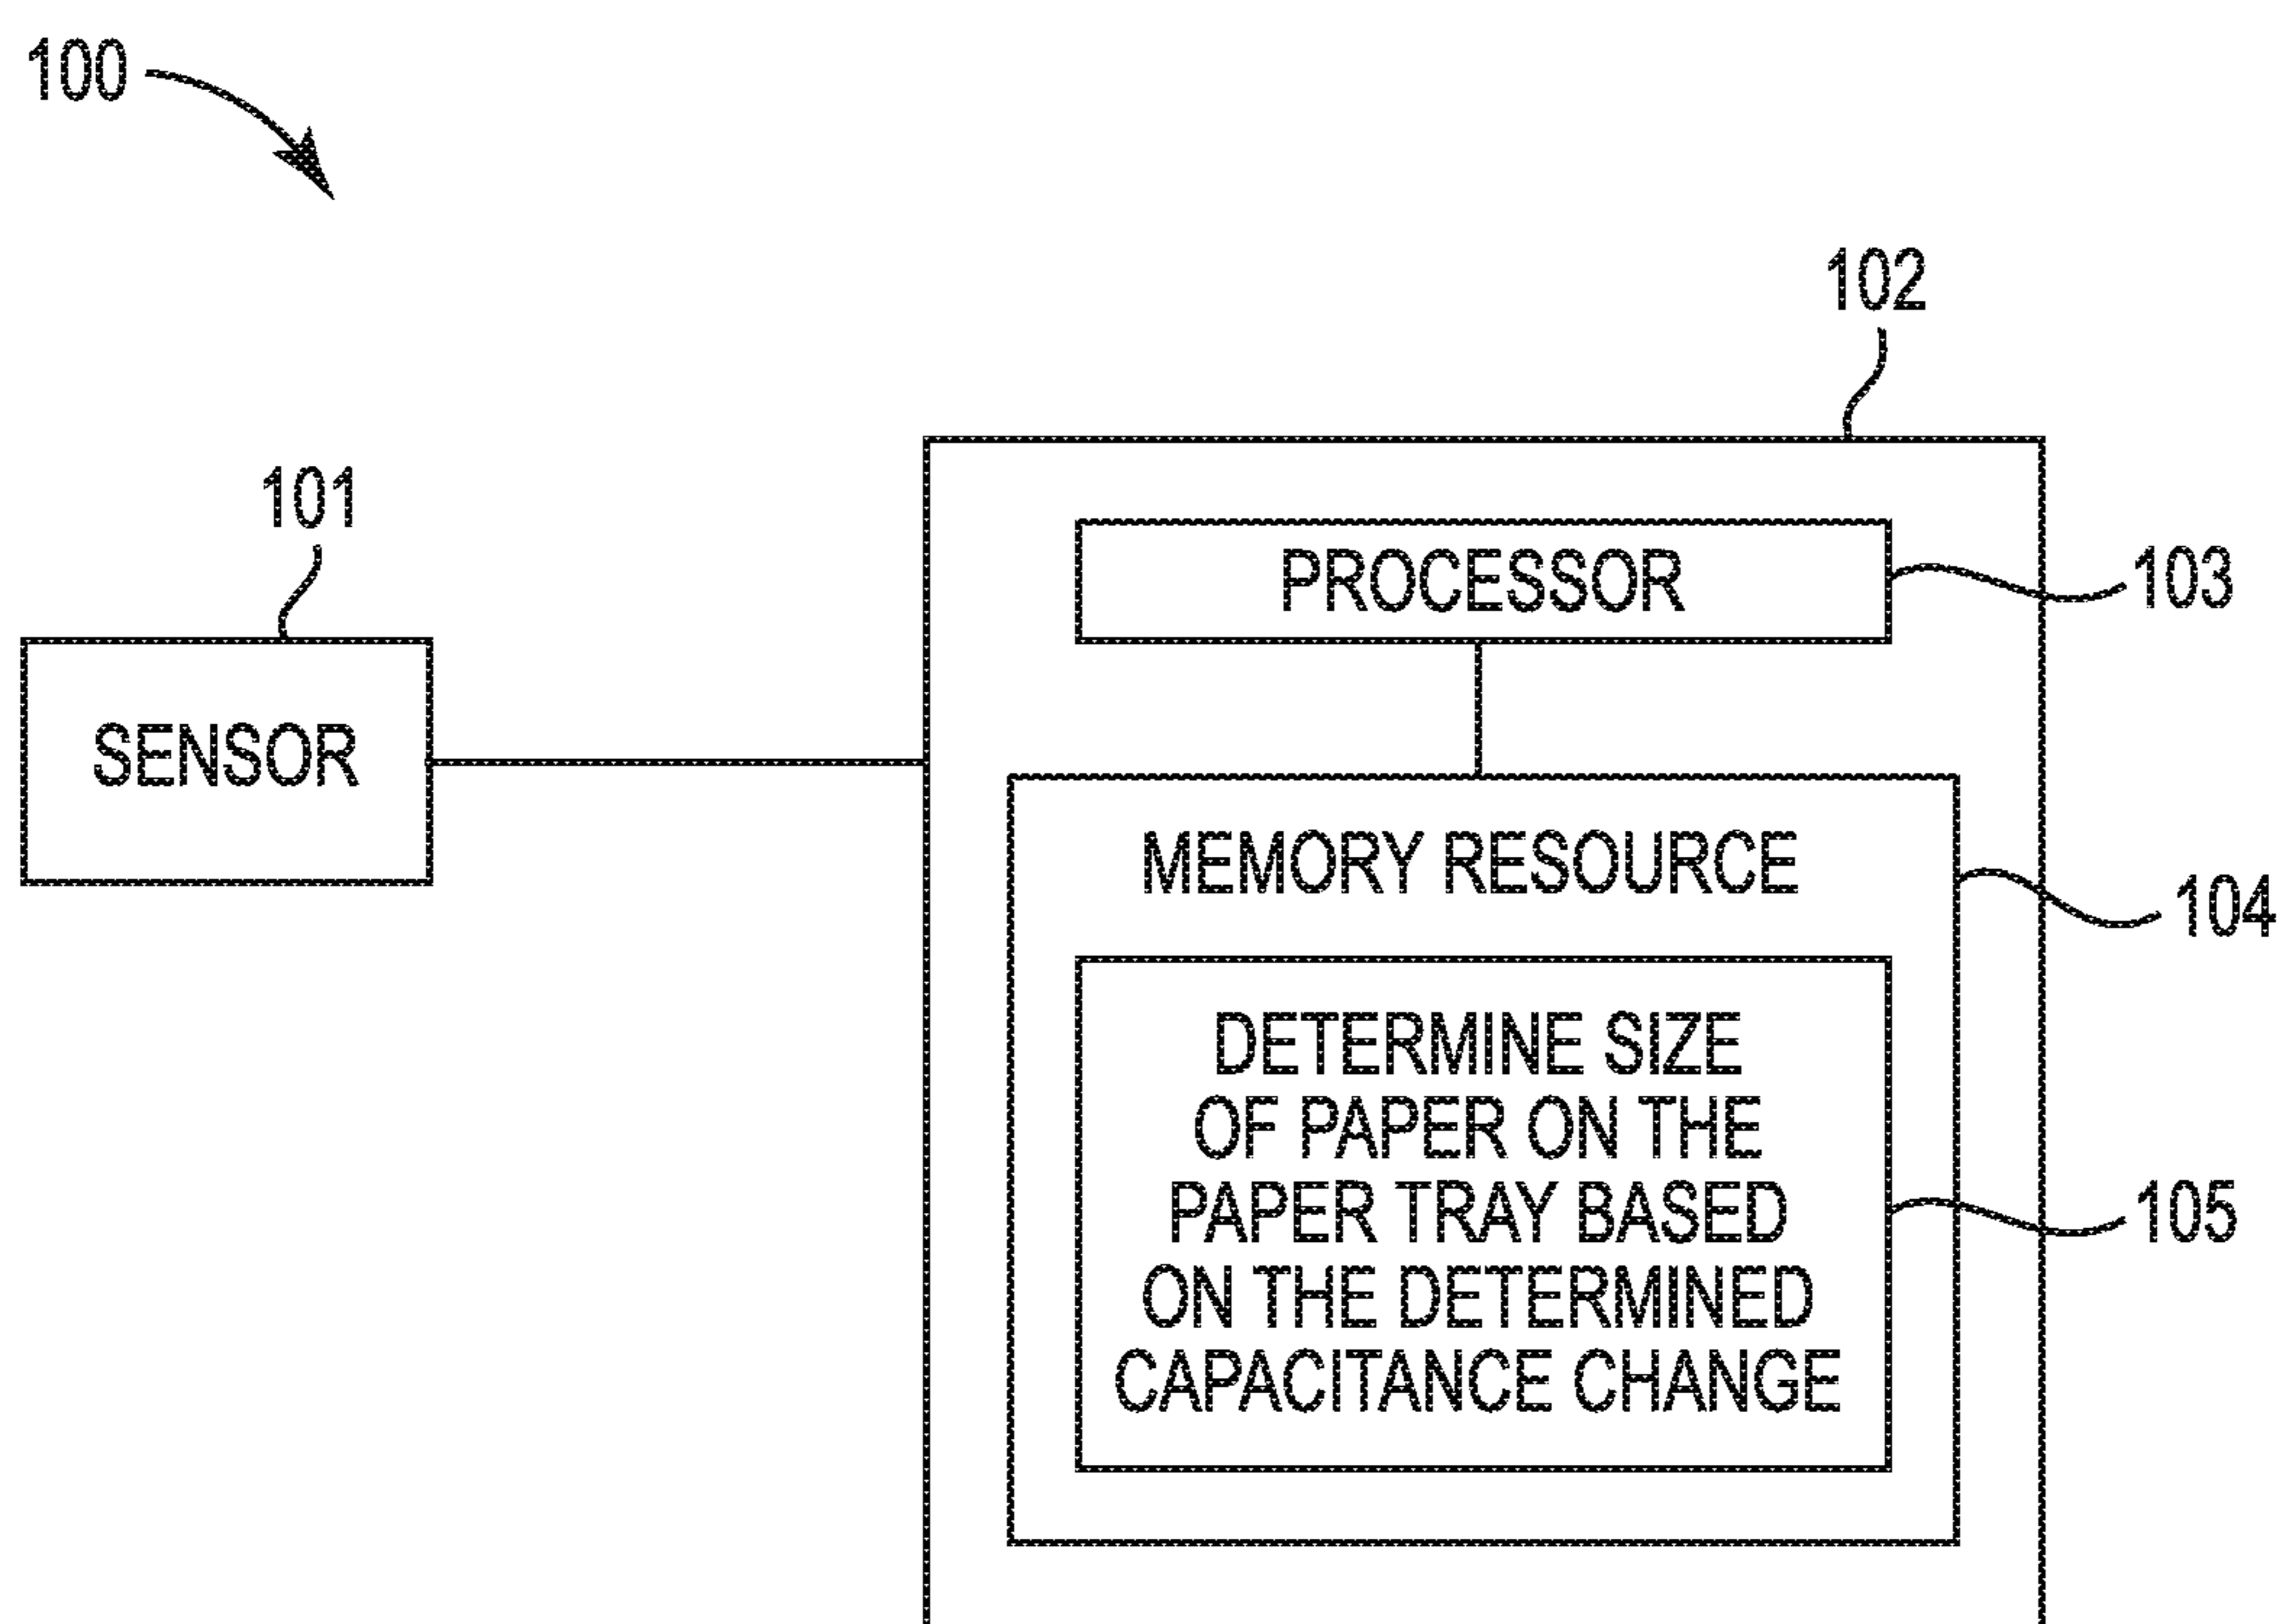 100
102
101
PROCESSOR
103
SENSOR
MEMORY RESOURCE
104
DETERMINE SIZE
OF PAPER ON THE
PAPER TRAY BASED
105
ON THE DETERMINED
CAPACITANCE CHANGE